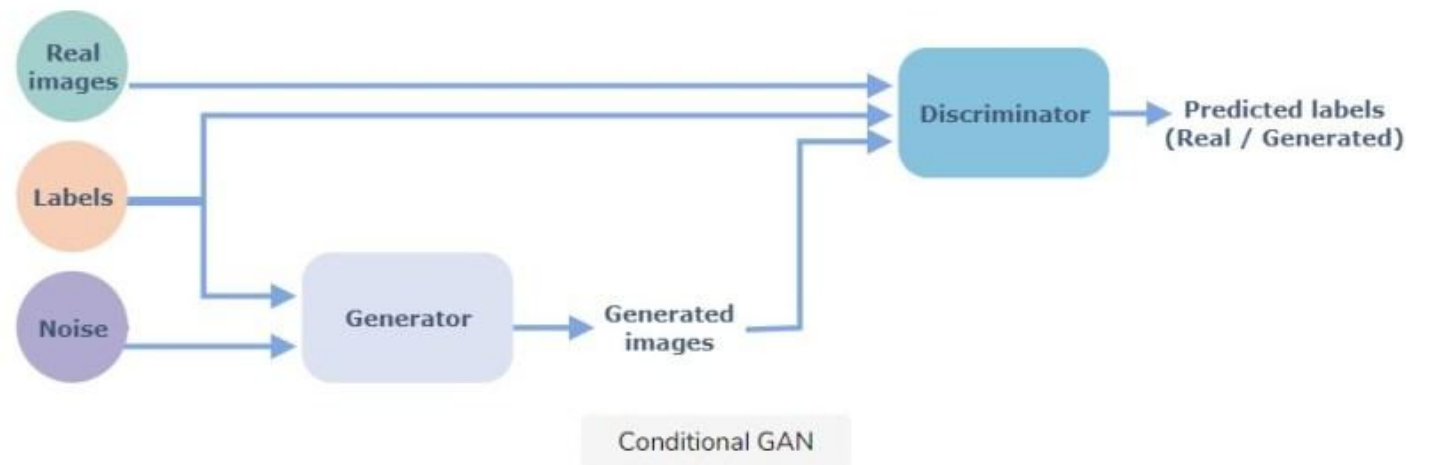 Real
images
Labels
Noise
Generator
Generated
images
Discriminator
Predicted labels
(Real / Generated)
Conditional GAN